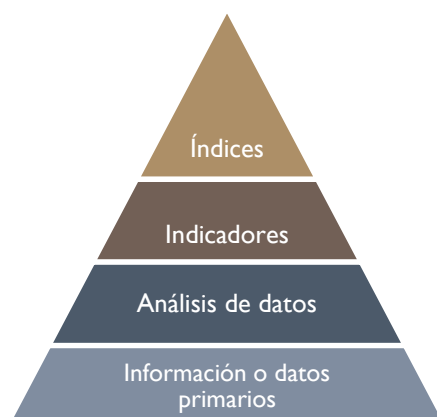 Índices
Indicadores
Análisis de datos
Información o datos
primarios